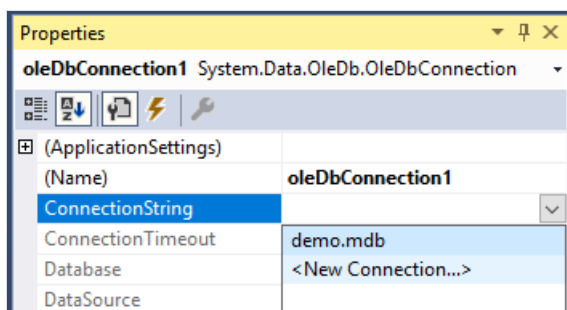 Properties
oleDbConnection1 System.Data.OleDb.OleDbConnection
(ApplicationSettings)
(Name) oleDbConnection1
ConnectionString
ConnectionTimeout demo.mdb
Database <New Connection...>
DataSource